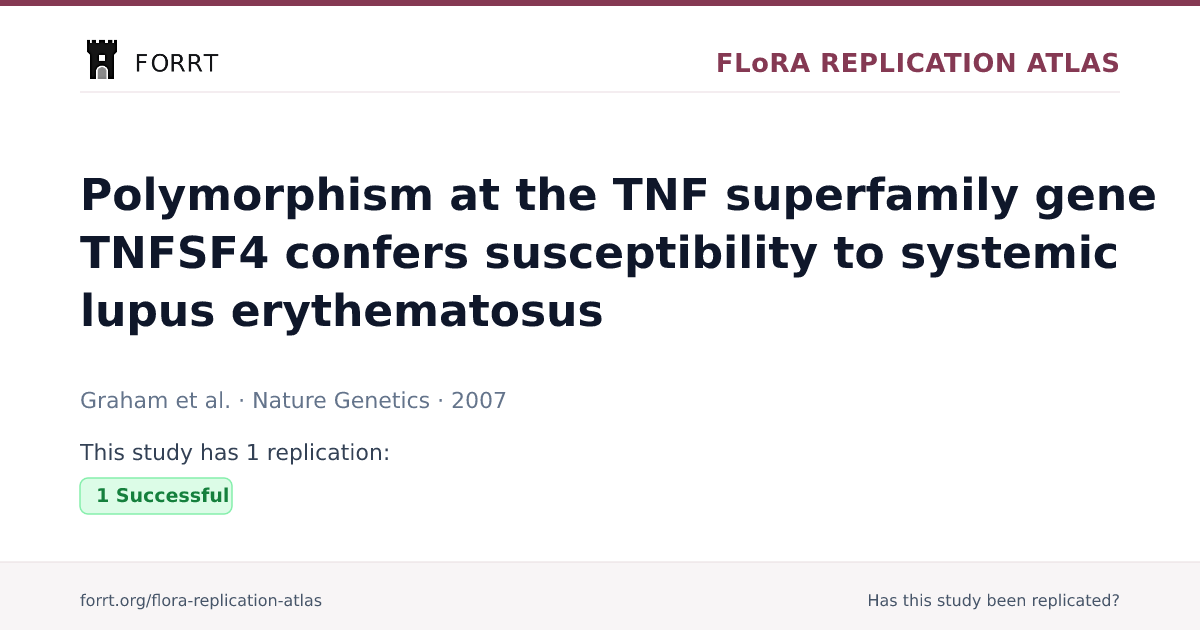 FORRT
FLoRA REPLICATION ATLAS
Polymorphism at the TNF superfamily gene
TNFSF4 confers susceptibility to systemic
lupus erythematosus
Graham et al. · Nature Genetics · 2007
This study has 1 replication:
1 Successful
forrt.org/flora-replication-atlas
Has this study been replicated?